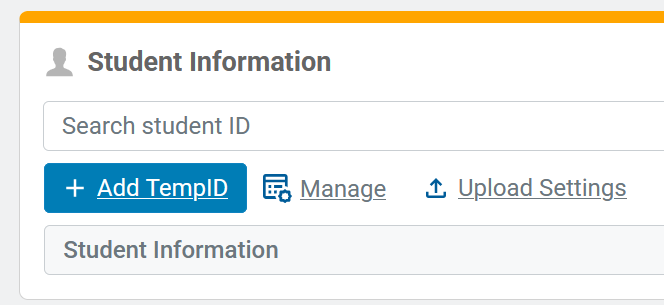 Student Information
Search student ID
+ Add TempID Manage Upload Settings
Student Information